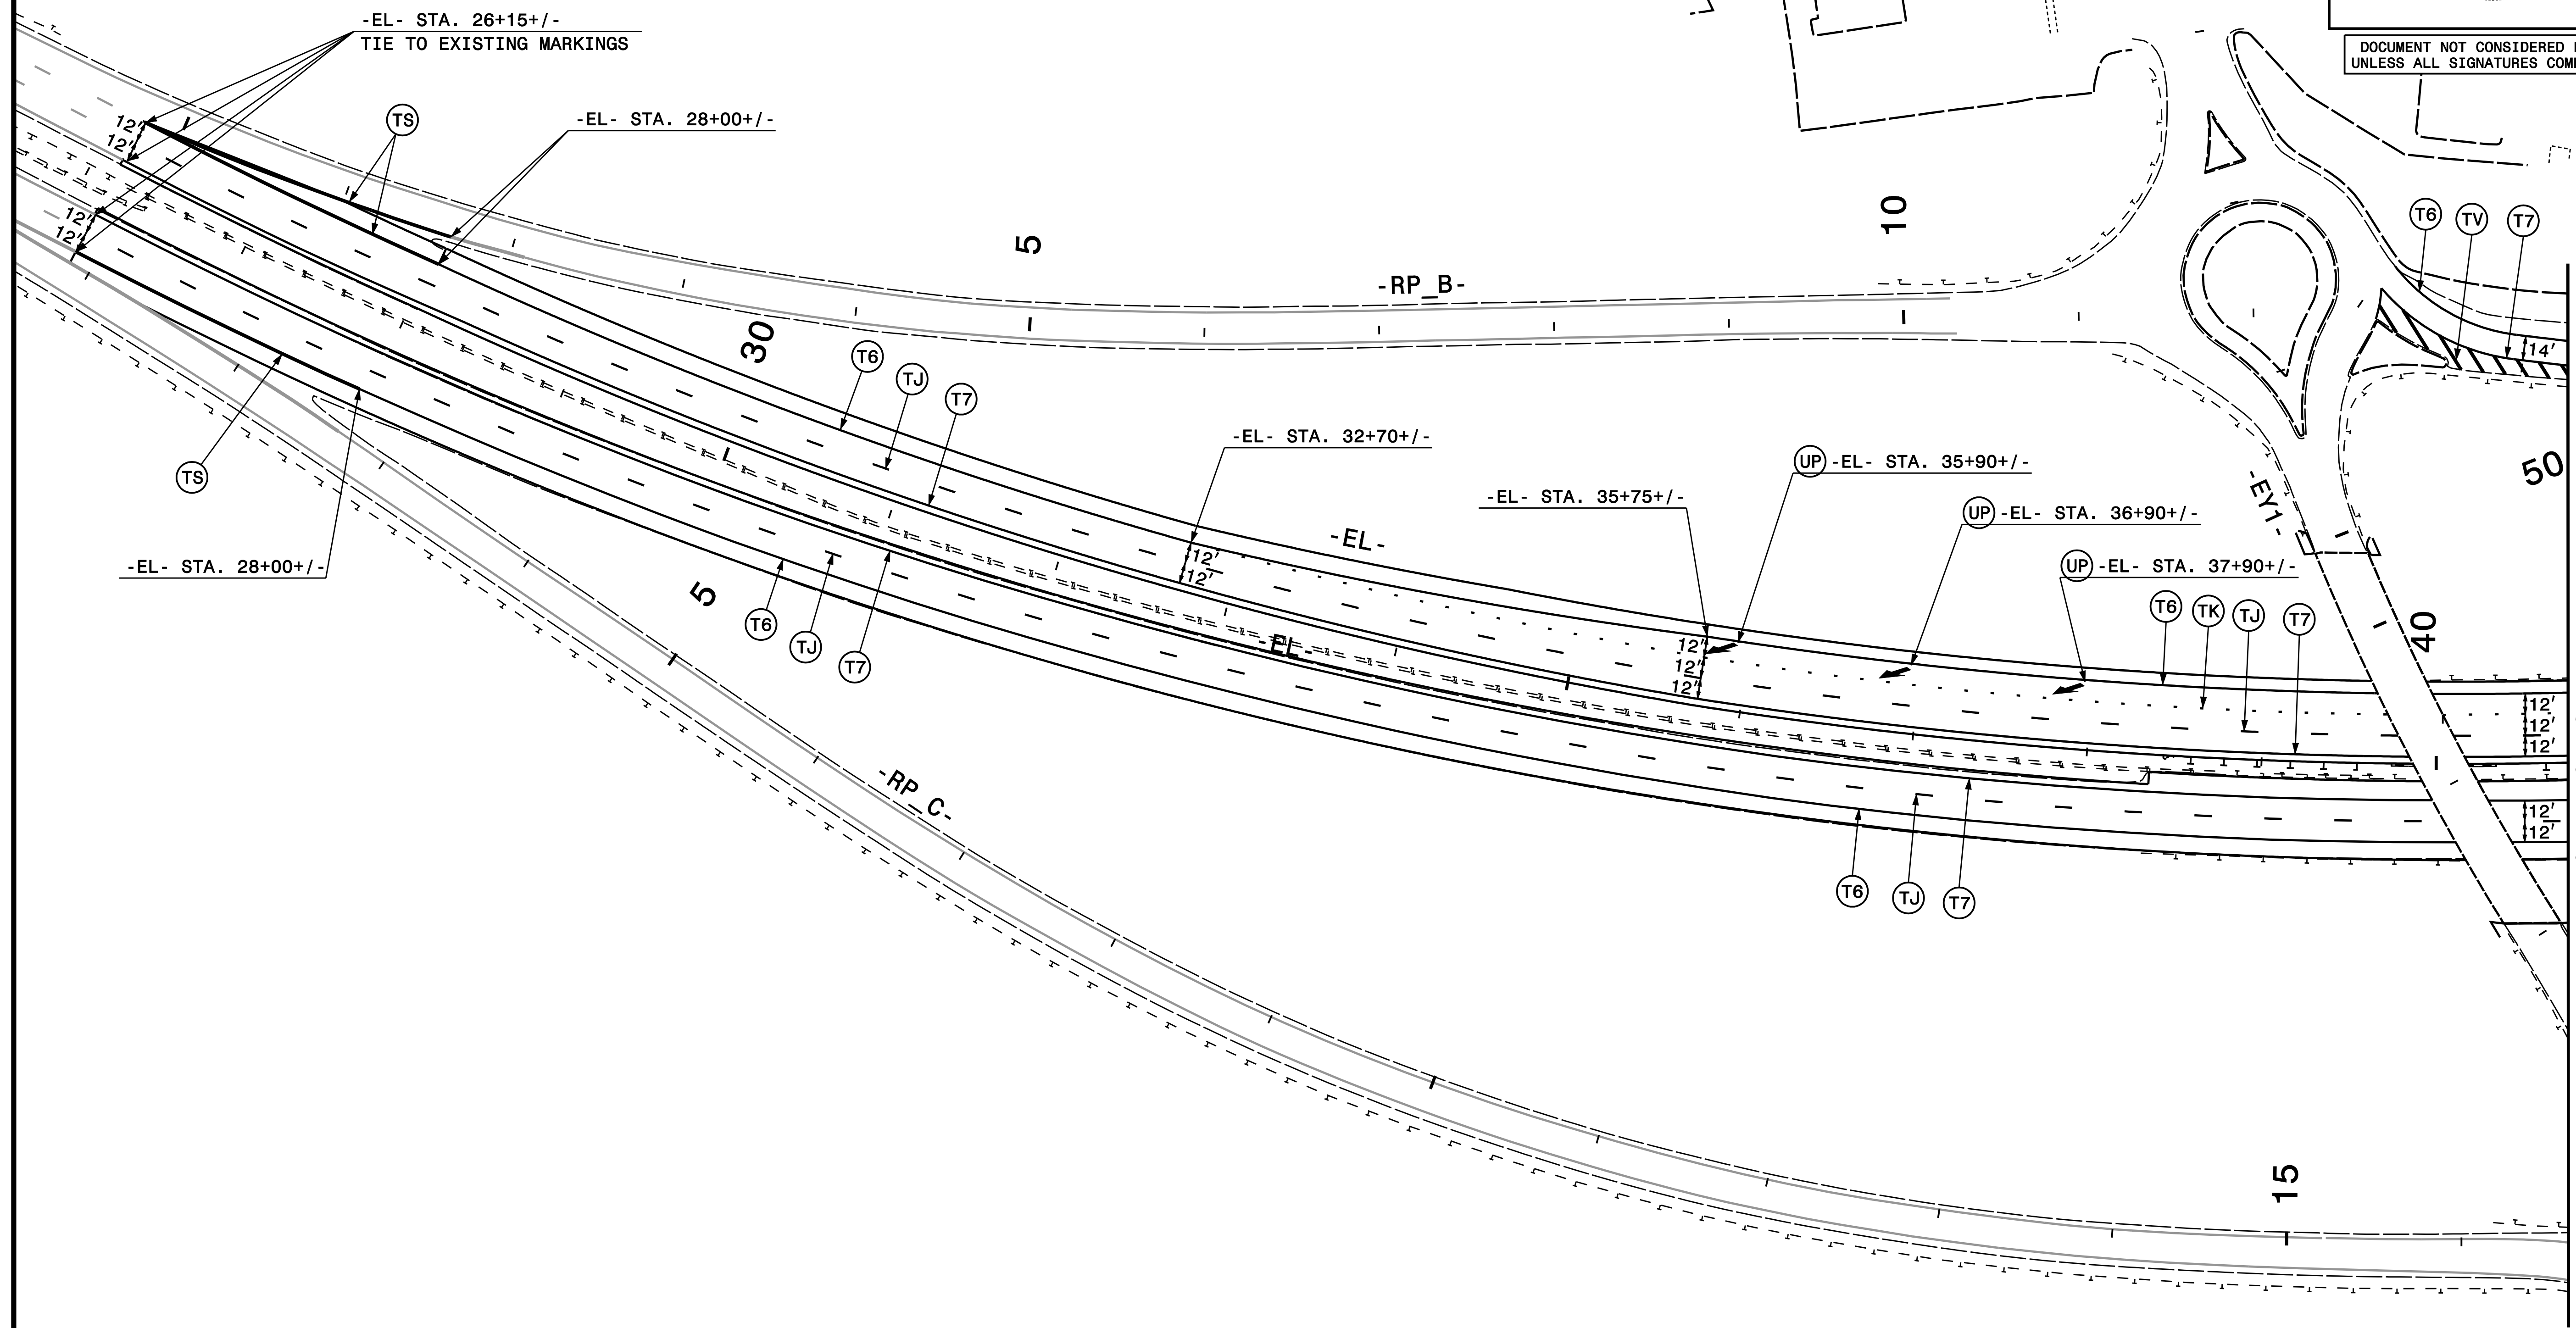 -EL- STA. 26+15+/-
TIE TO EXISTING MARKINGS
DOCUMENT NOT CONSIDERED
UNLESS ALL SIGNATURES
TS
-EL- STA. 28+00+/-
12'
12'
12'
12'
10
5
-RP_B-
T6
TV
T7
14'
30
T6
TJ
T7
-EL- STA. 32+70+/-
UP -EL- STA. 35+90+/-
50
TS
-EL- STA. 35+75+/-
UP -EL- STA. 36+90+/-
-EY1-
-EL-
12'
12'
-EL- STA. 28+00+/-
5
UP -EL- STA. 37+90+/-
T6
TK
TJ
T7
40
T6
TJ
T7
-EL-
12'
12'
12'
12'
12'
12'
-RP_C-
12'
12'
T6
TJ
T7
15